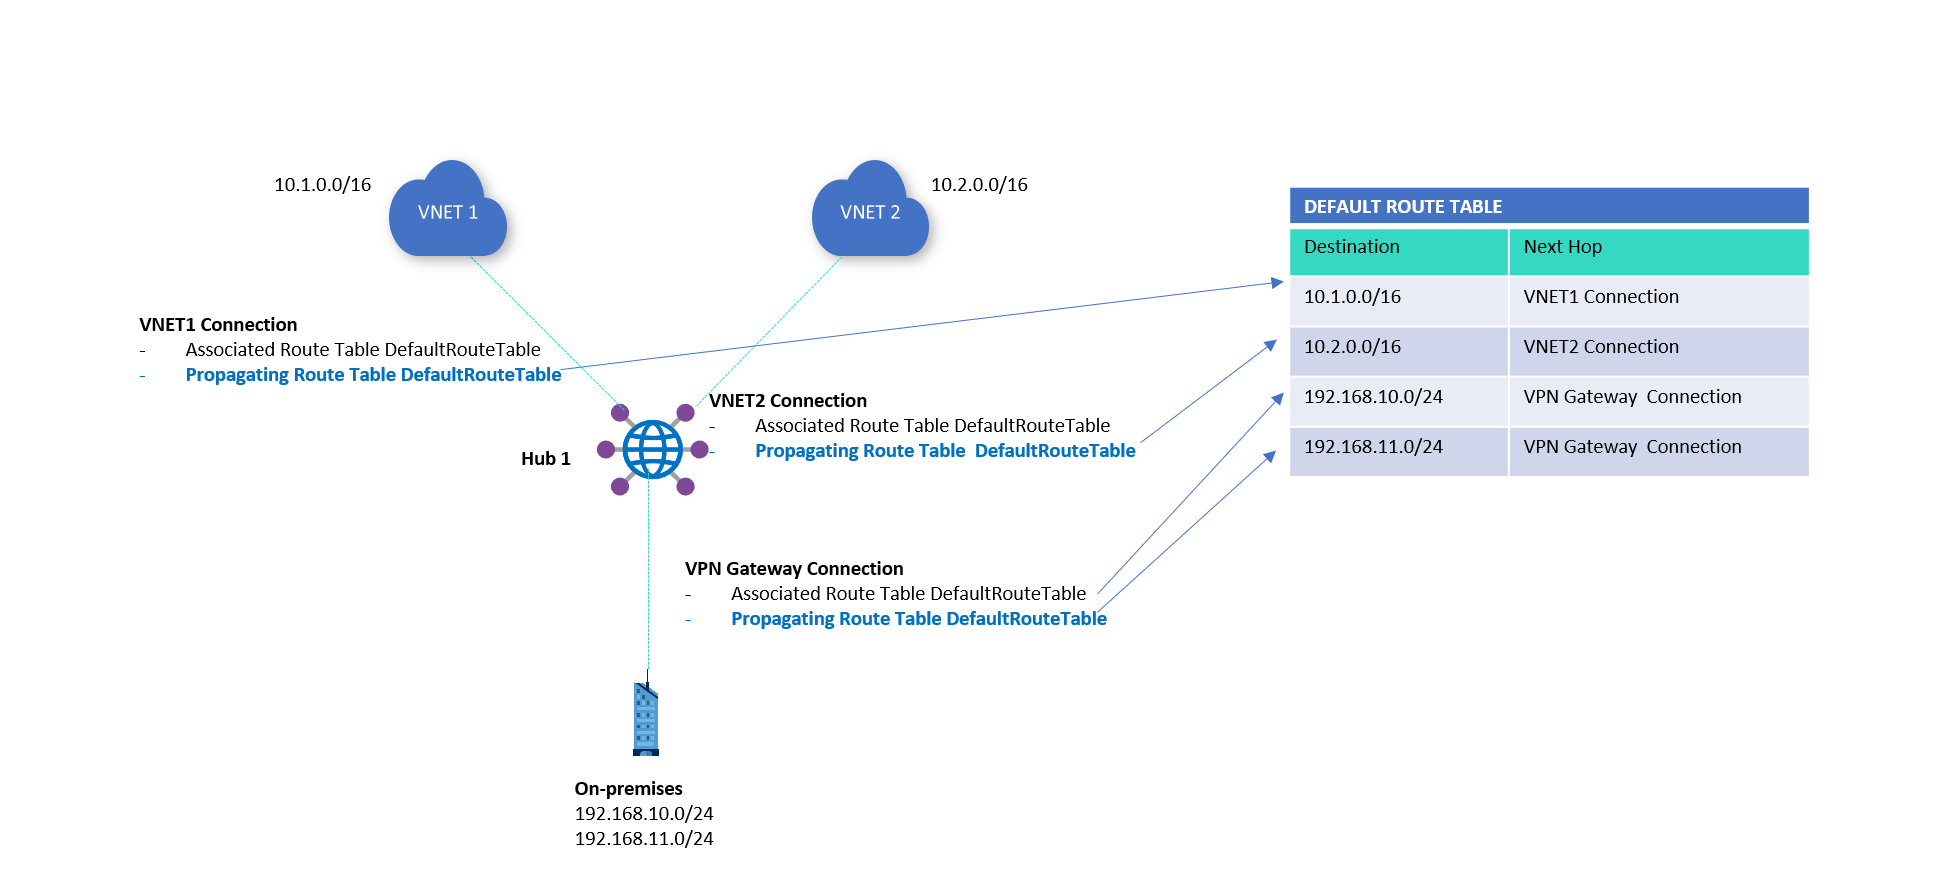 10.1.0.0/16
VNET 1
VNET 2
10.2.0.0/16
VNET1 Connection
- Associated Route Table DefaultRouteTable
- Propagating Route Table DefaultRouteTable
VNET2 Connection
- Associated Route Table DefaultRouteTable
- Propagating Route Table  DefaultRouteTable
Hub 1
VPN Gateway Connection
- Associated Route Table DefaultRouteTable
- Propagating Route Table DefaultRouteTable
On-premises
192.168.10.0/24
192.168.11.0/24
DEFAULT ROUTE TABLE
Destination Next Hop
10.1.0.0/16 VNET1 Connection
10.2.0.0/16 VNET2 Connection
192.168.10.0/24 VPN Gateway  Connection
192.168.11.0/24 VPN Gateway  Connection